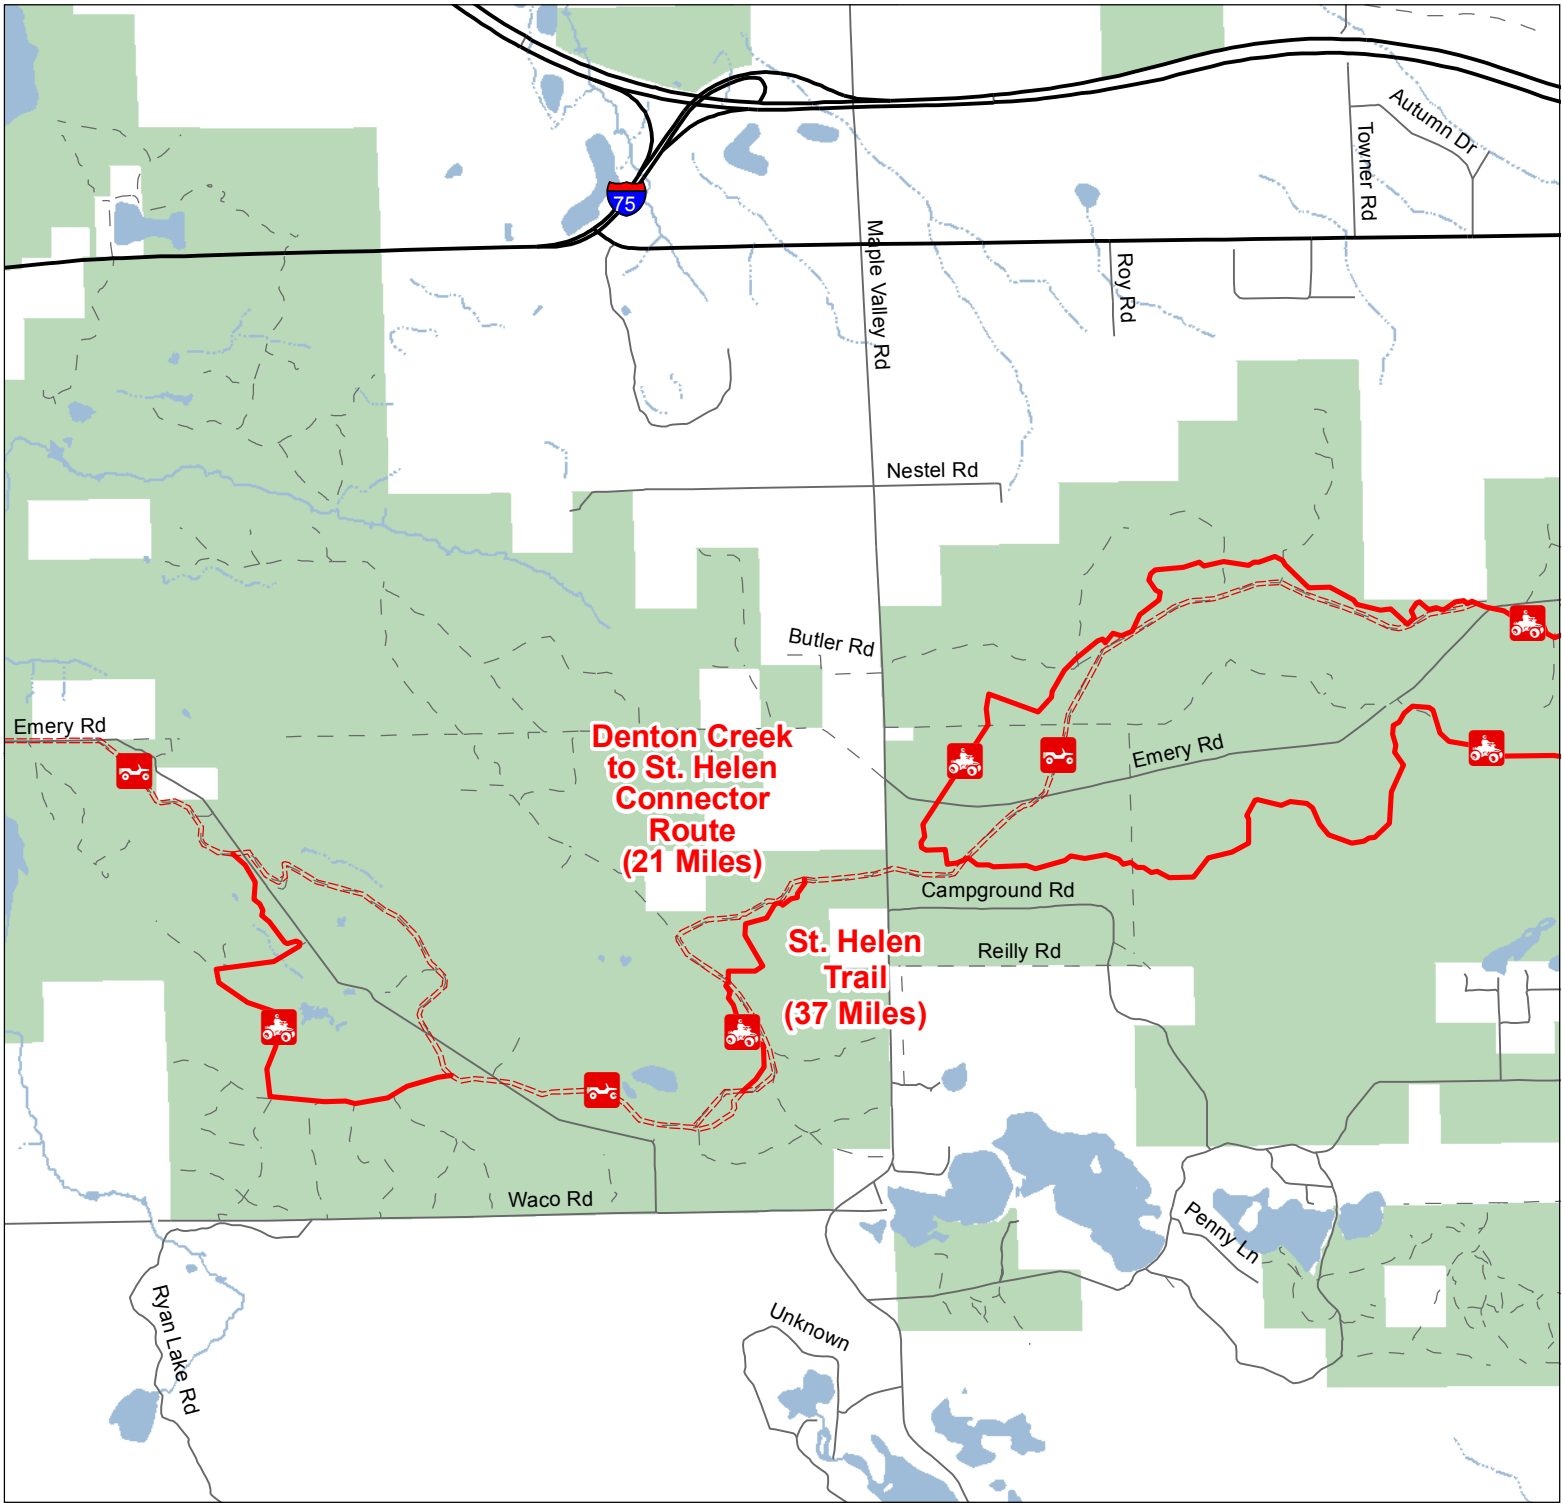 Autumn Dr
Towner Rd
75
Maple Valley Rd
Roy Rd
Nestel Rd
Butler Rd
Emery Rd
Denton Creek
to St. Helen
Connector
Route
(21 Miles)
Emery Rd
Campground Rd
St. Helen
Trail
(37 Miles)
Reilly Rd
Waco Rd
Penny Ln
Ryan Lake Rd
Unknown